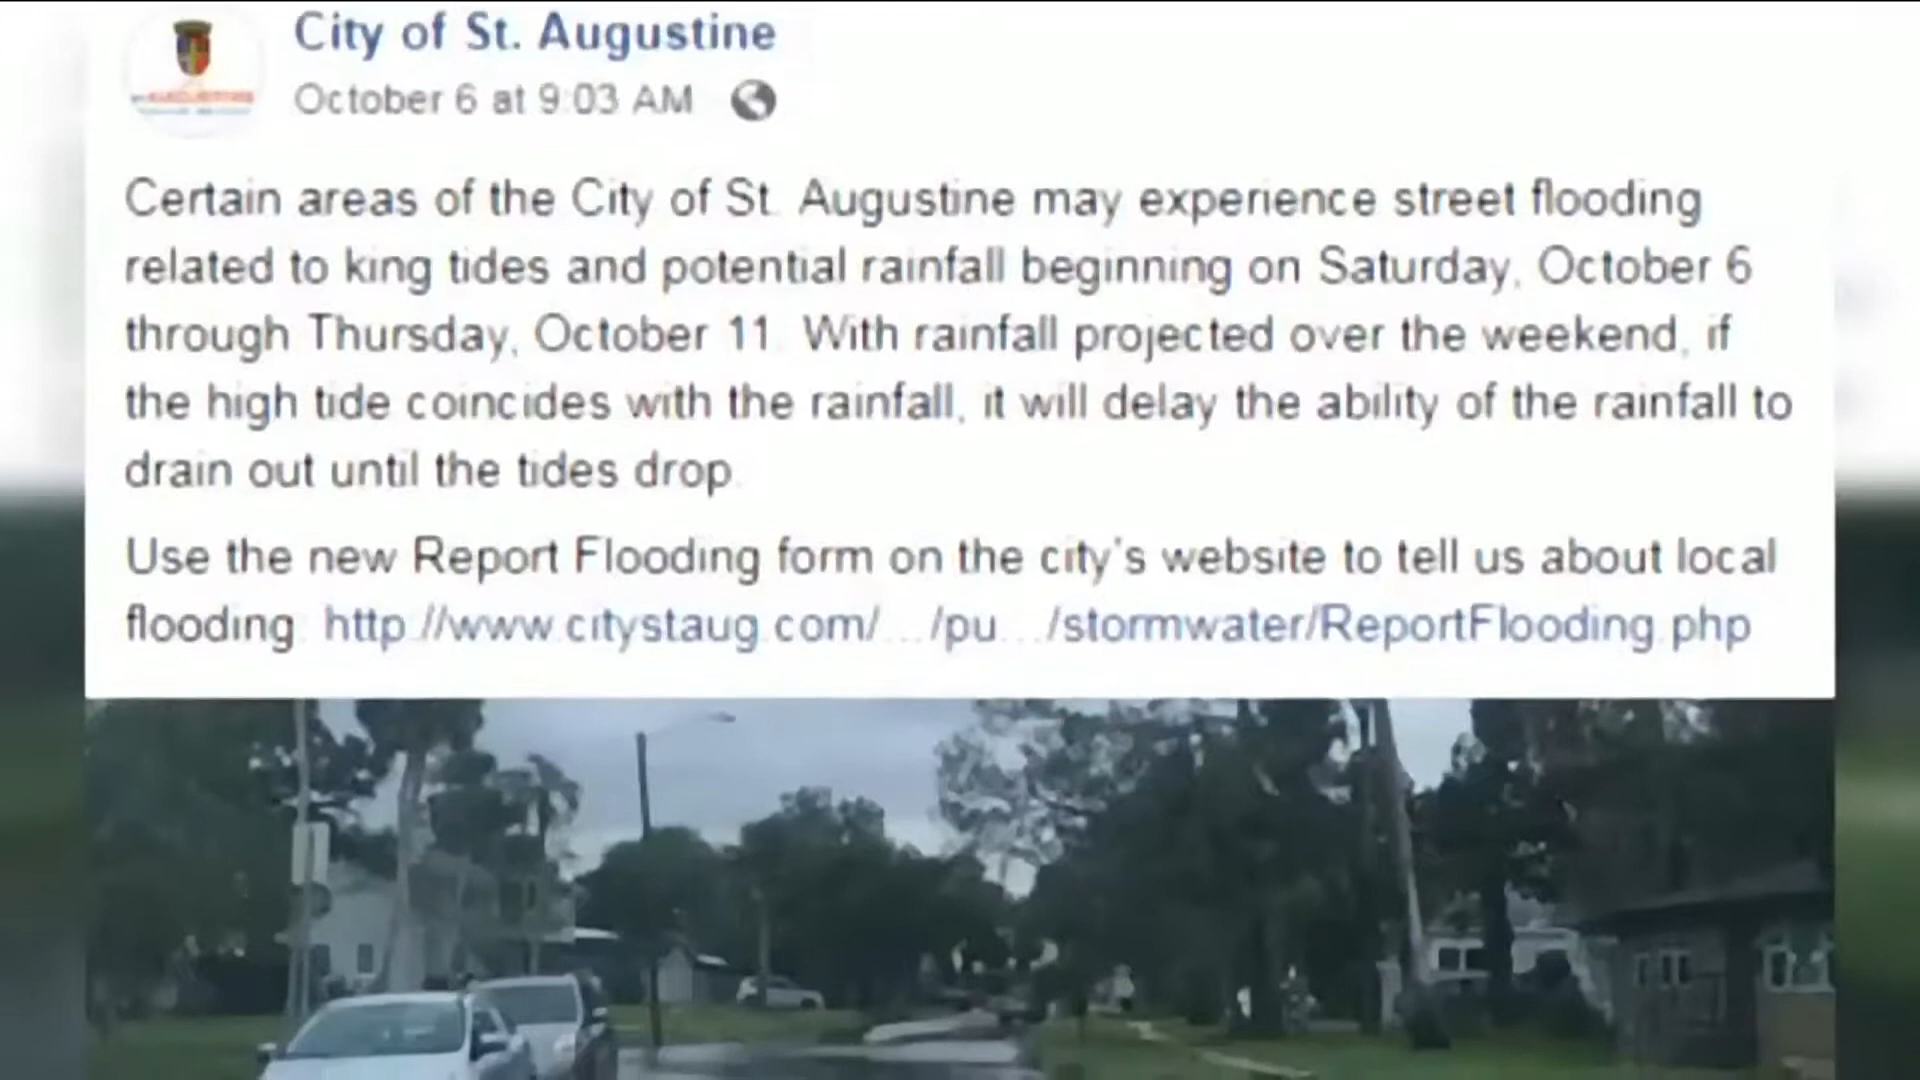 City of St. Augustine
October 6 at 9:03 AM
Certain areas of the City of St. Augustine may experience street flooding
related to king tides and potential rainfall beginning on Saturday, October 6
through Thursday, October 11. With rainfall projected over the weekend, if
the high tide coincides with the rainfall, it will delay the ability of the rainfall to
drain out until the tides drop.
Use the new Report Flooding form on the city's website to tell us about local
flooding: http://www.citystaug.com/.../pu.../stormwater/ReportFlooding.php